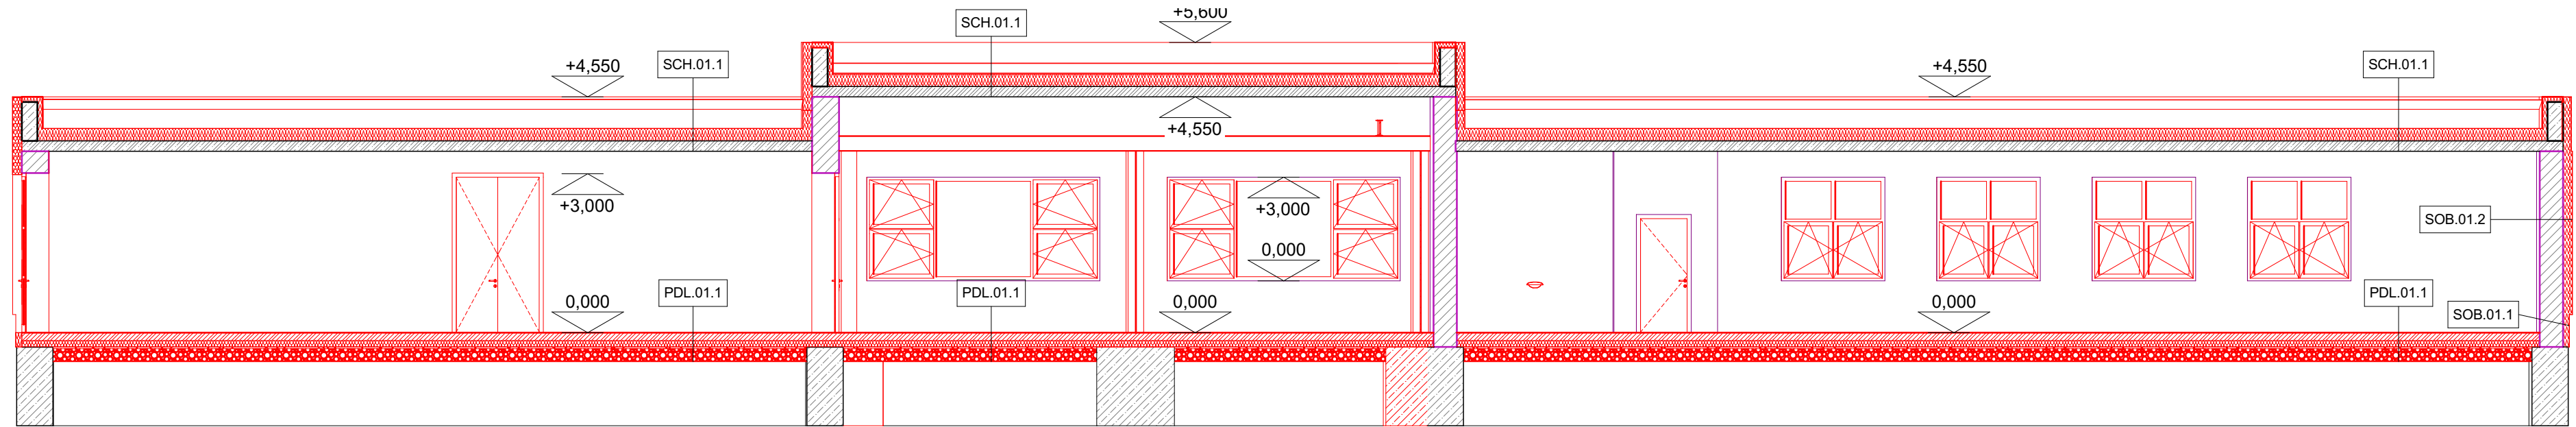 +5,600
SCH.01.1
+4,550
SCH.01.1
+4,550
SCH.01.1
+4,550
+3,000
+3,000
SOB.01.2
0,000
PDL.01.1
PDL.01.1
PDL.01.1
0,000
0,000
0,000
SOB.01.1